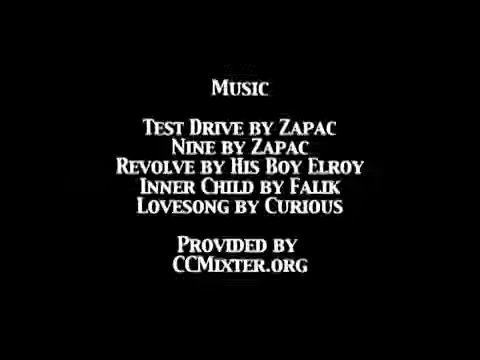 Music
Test Drive by Zapac
Nine by Zapac
Revolve by His Boy Elroy
Inner Child by Falik
Lovesong by Curious
Provided by
CCMixter.org